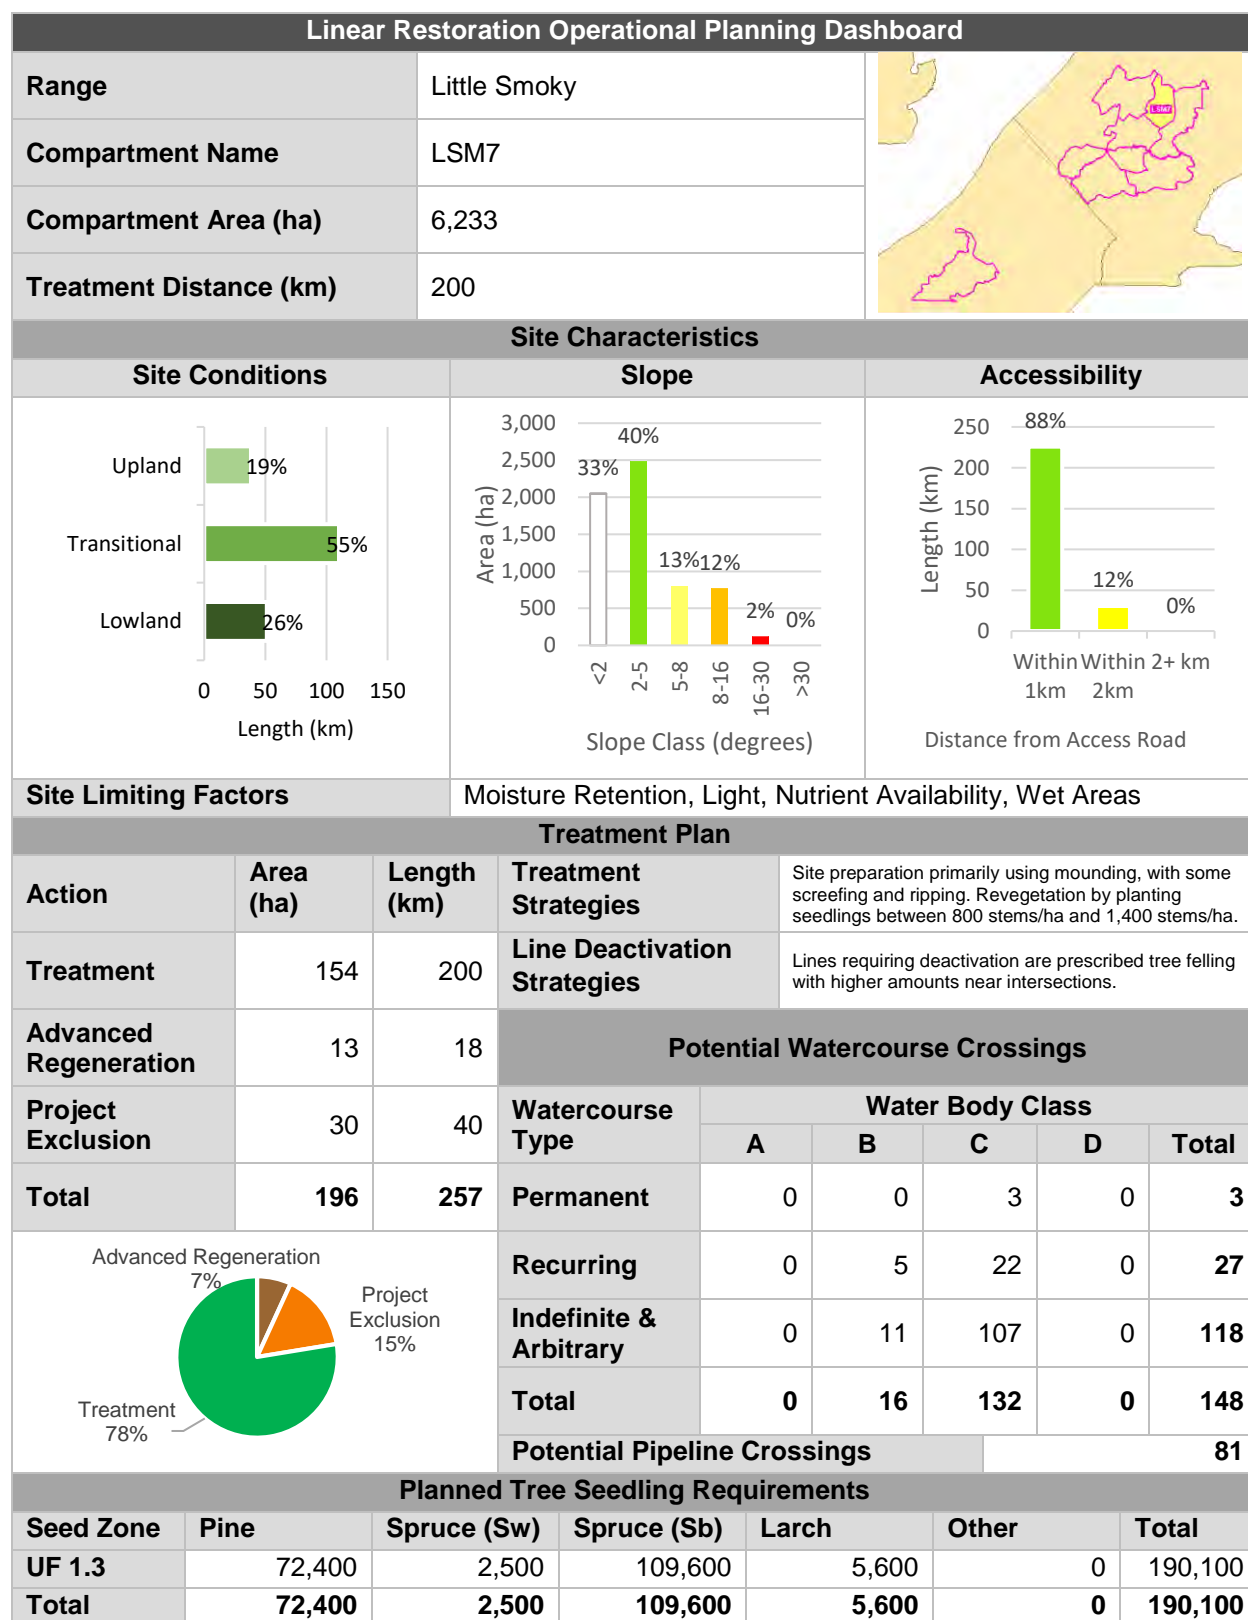 Linear Restoration Operational Planning Dashboard
Range Little Smoky
LSM7
Compartment Name LSM7
Compartment Area (ha) 6,233
Treatment Distance (km) 200
Site Characteristics
Site Conditions Slope Accessibility
Upland 19%
Transitional 55%
Lowland 26%
0 50 100 150
Length (km)
3,000
2,500
2,000
1,500
1,000
500
0
Area (ha)
33% 40% 13% 12% 2% 0%
<2 2-5 5-8 8-16 16-30 >30
Slope Class (degrees)
250
200
150
100
50
0
Length (km)
88% 12% 0%
Within Within 2+ km
1km 2km
Distance from Access Road
Site Limiting Factors Moisture Retention, Light, Nutrient Availability, Wet Areas
Treatment Plan
Action Area (ha) Length (km)
Treatment 154 200
Advanced Regeneration 13 18
Project Exclusion 30 40
Total 196 257
Treatment Strategies
Site preparation primarily using mounding, with some
screefing and ripping. Revegetation by planting
seedlings between 800 stems/ha and 1,400 stems/ha.
Line Deactivation Strategies
Lines requiring deactivation are prescribed tree felling
with higher amounts near intersections.
Potential Watercourse Crossings
Watercourse Type Water Body Class
A B C D Total
Permanent 0 0 3 0 3
Recurring 0 5 22 0 27
Indefinite & Arbitrary 0 11 107 0 118
Total 0 16 132 0 148
Potential Pipeline Crossings 81
Advanced Regeneration
7%
Project
Exclusion
15%
Treatment
78%
Planned Tree Seedling Requirements
Seed Zone Pine Spruce (Sw) Spruce (Sb) Larch Other Total
UF 1.3 72,400 2,500 109,600 5,600 0 190,100
Total 72,400 2,500 109,600 5,600 0 190,100